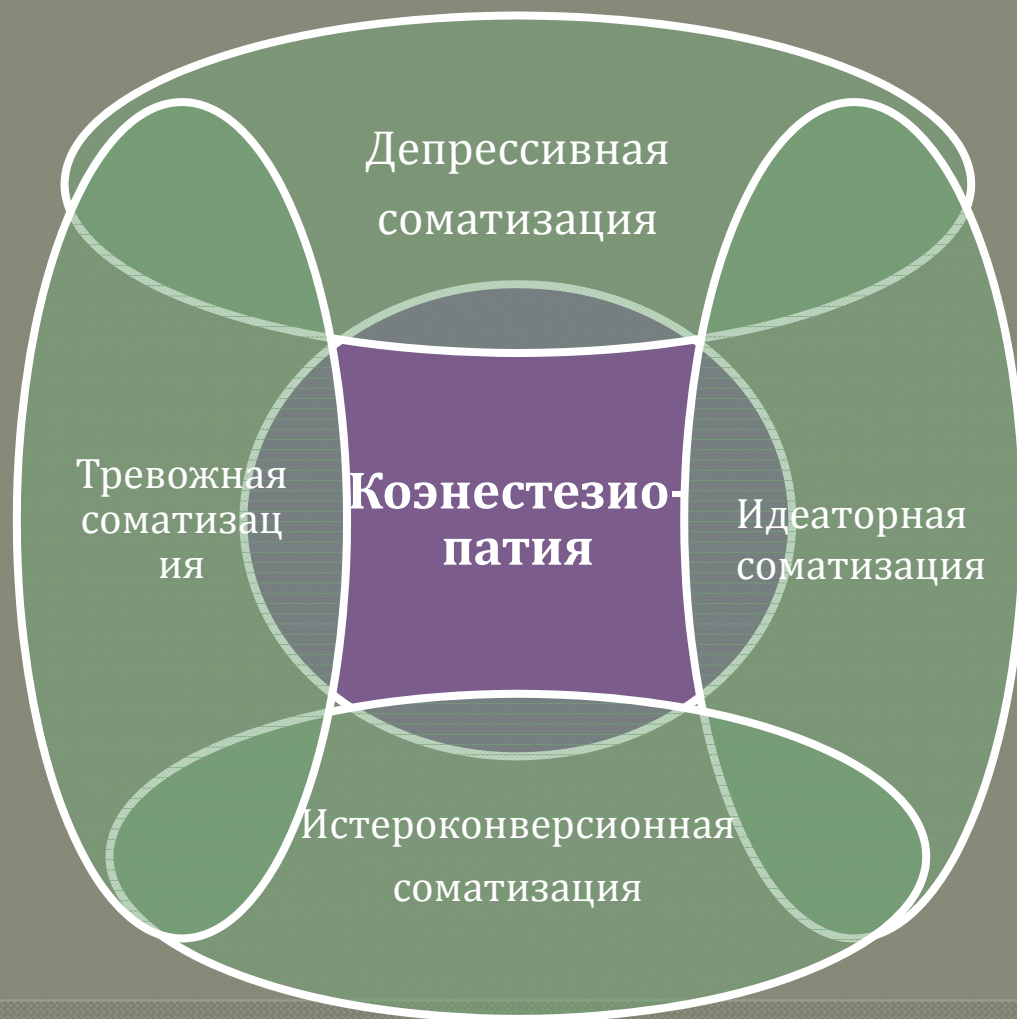 Депрессивная
соматизация
Тревожная
соматизац
ия
Коэнестезио-
патия
Идеаторная
соматизация
Истероконверсионная
соматизация